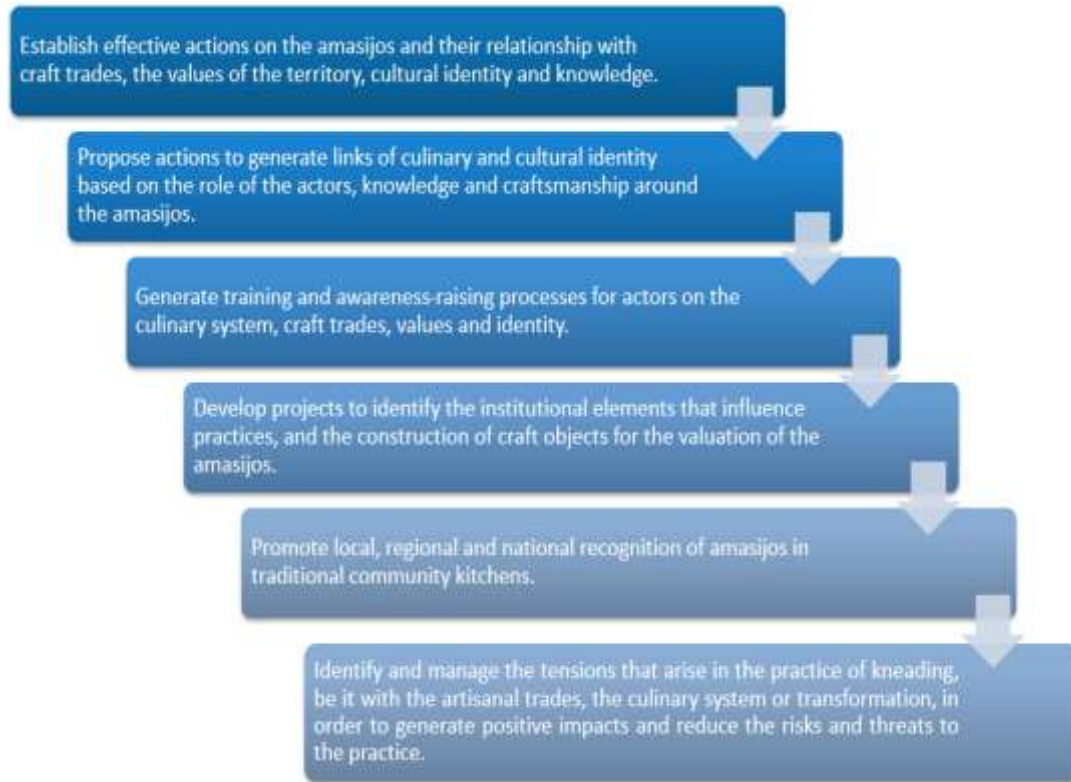 Establish effective actions on the amasijos and their relationship with
craft trades, the values of the territory, cultural identity and knowledge.
Propose actions to generate links of culinary and cultural identity
based on the role of the actors, knowledge and craftsmanship around
the amasijos.
Generate training and awareness-raising processes for actors on the
culinary system, craft trades, values and identity.
Develop projects to identify the institutional elements that influence
practices, and the construction of craft objects for the valuation of the
amasijos.
Promote local, regional and national recognition of amasijos in
traditional community kitchens.
Identify and manage the tensions that arise in the practice of kneading,
be it with the artisanal trades, the culinary system or transformation, in
order to generate positive impacts and reduce the risks and threats to
the practice.